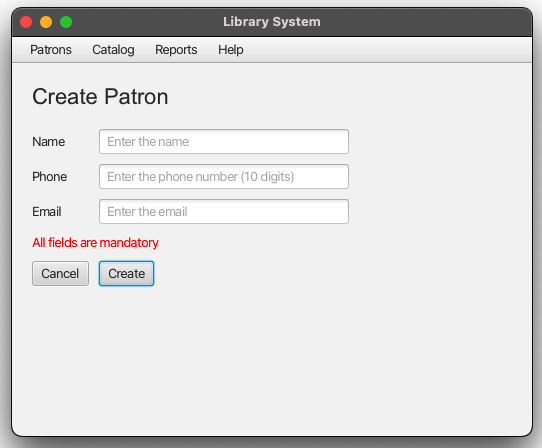 Library System
Patrons Catalog Reports Help
Create Patron
Name Enter the name
Phone Enter the phone number (10 digits)
Email Enter the email
All fields are mandatory
Cancel Create